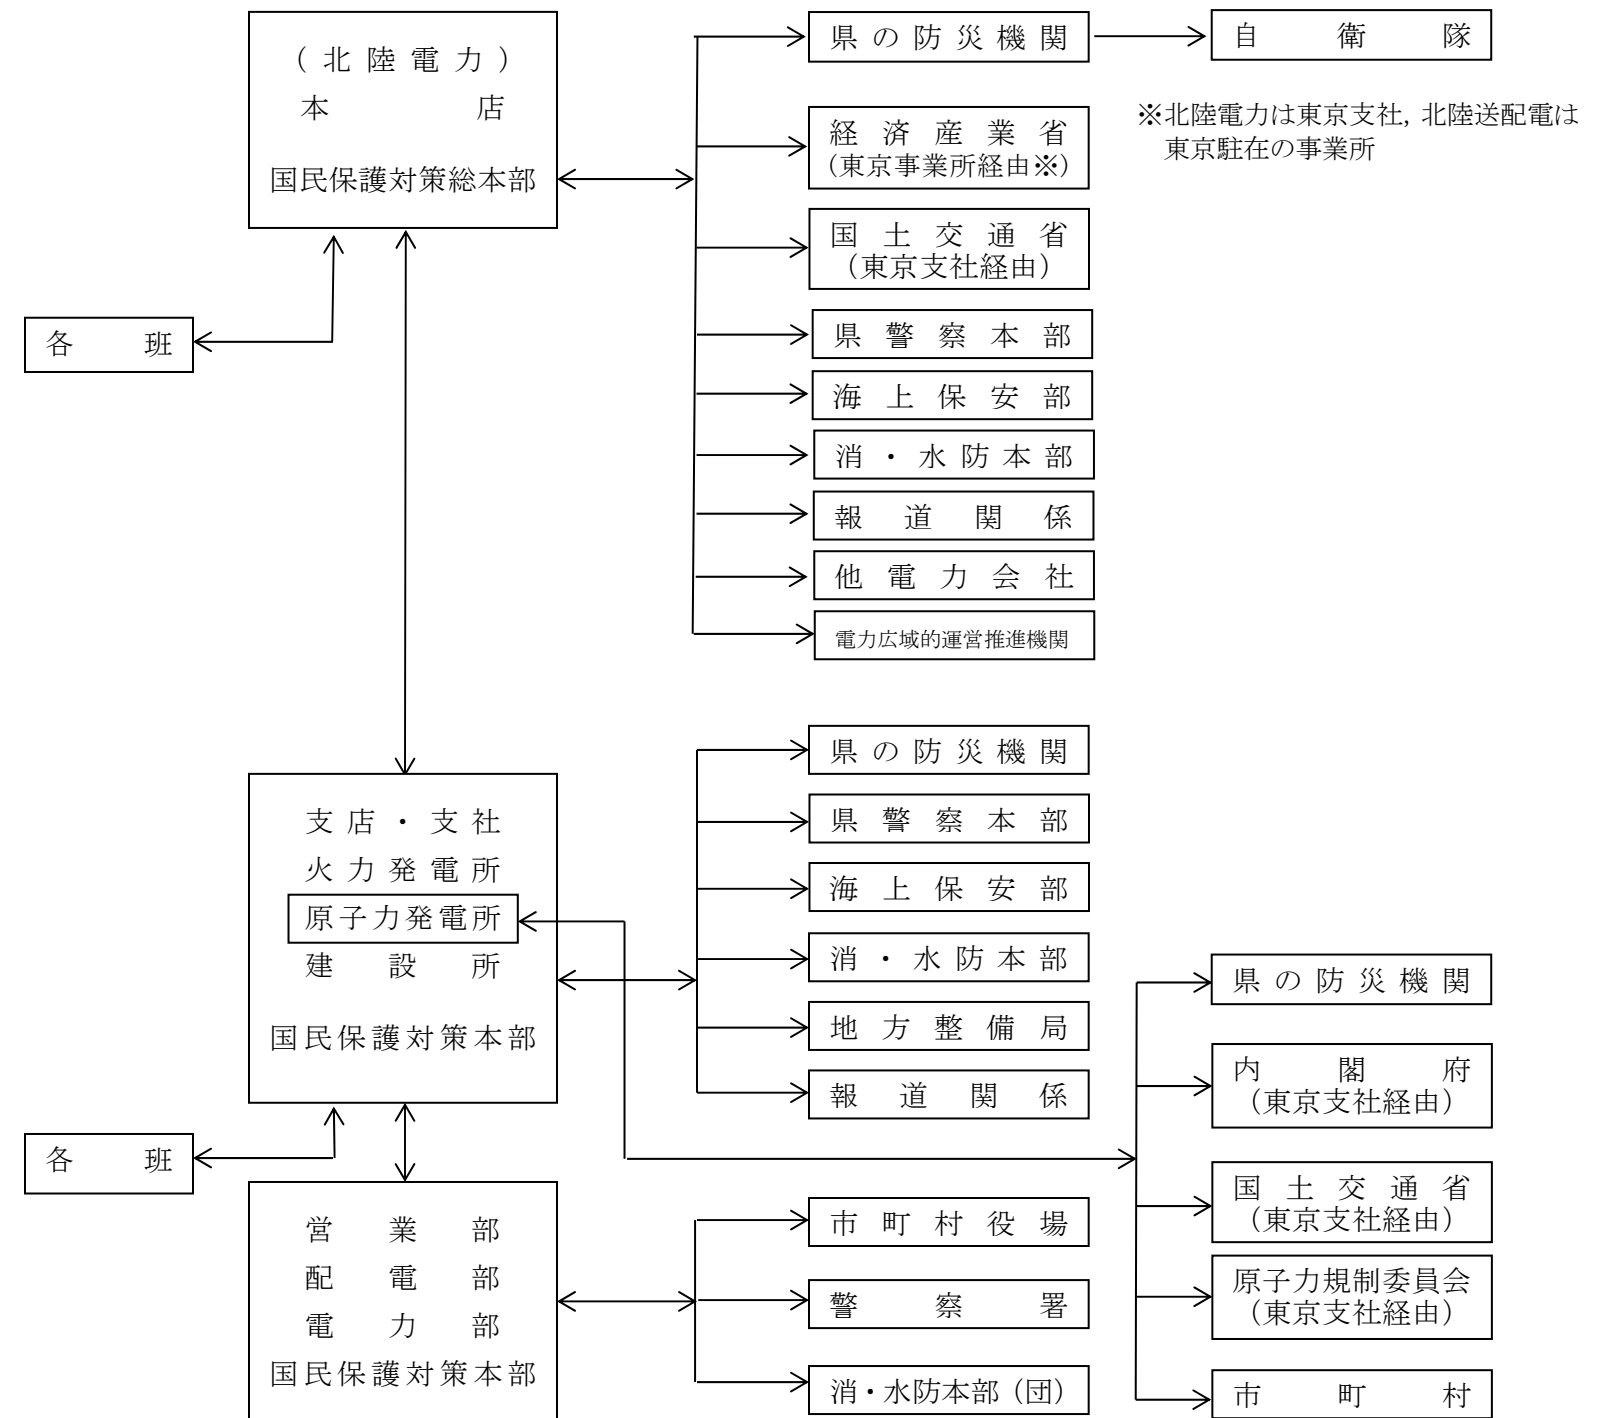 （北陸電力）
本店
国民保護対策総本部
各班
県の防災機関
自衛隊
経済産業省
（東京事業所経由※）
※北陸電力は東京支社，北陸送配電は
東京駐在の事業所
国土交通省
（東京支社経由）
県警察本部
海上保安部
消・水防本部
報道関係
他電力会社
電力広域的運営推進機関
支店・支社
火力発電所
原子力発電所
建設所
国民保護対策本部
各班
県の防災機関
県警察本部
海上保安部
消・水防本部
地方整備局
報道関係
県の防災機関
内閣府
（東京支社経由）
国土交通省
（東京支社経由）
原子力規制委員会
（東京支社経由）
市町村
営業部
配電部
電力部
国民保護対策本部
市町村役場
警察署
消・水防本部（団）